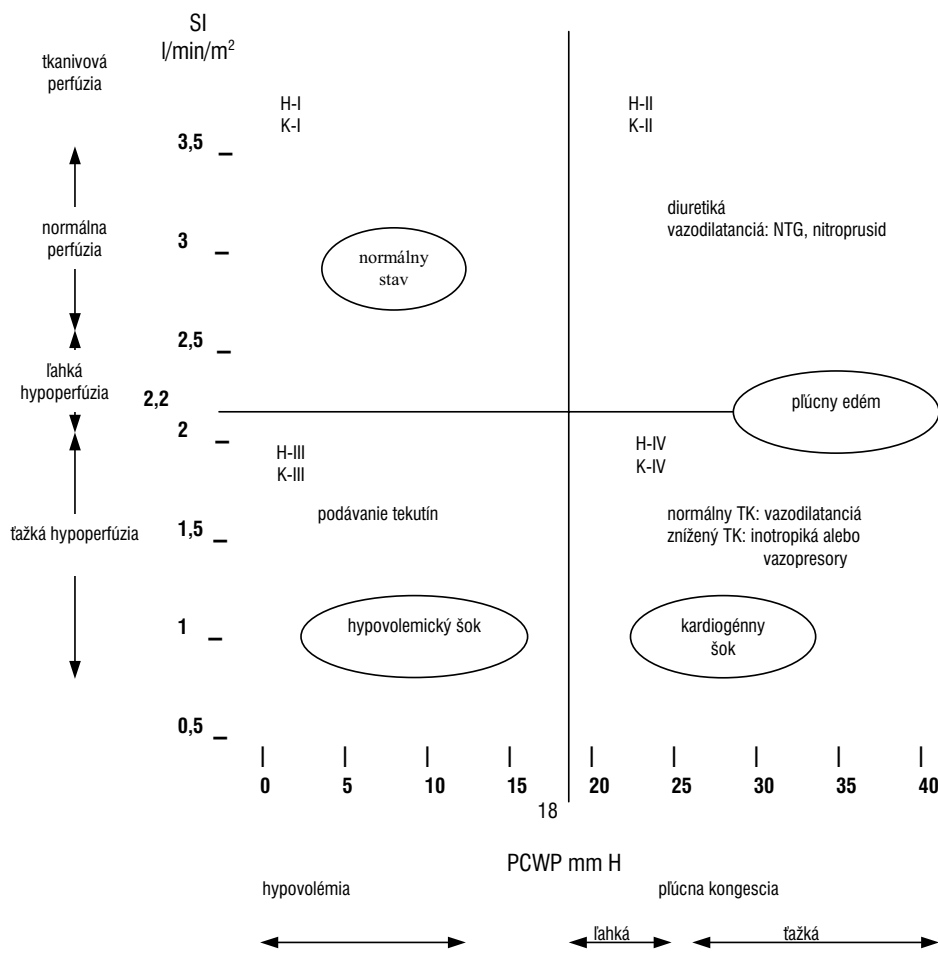 SI
l/min/m²
tkanivová
perfúzia
H-I
K-I
H-II
K-II
3,5
diuretiká
vazodilatanciá: NTG, nitroprusid
normálna
perfúzia
3
normálny
stav
2,5
ľahká
hypoperfúzia
2,2
pľúcny edém
2
H-III
K-III
H-IV
K-IV
podávanie tekutín
normálny TK: vazodilatanciá
znížený TK: inotropiká alebo
vazopresory
ťažká hypoperfúzia
1,5
1
hypovolemický šok
kardiogénny
šok
0,5
0 5 10 15 20 25 30 35 40
18
PCWP mm H
hypovolémia
pľúcna kongescia
ľahká
ťažká